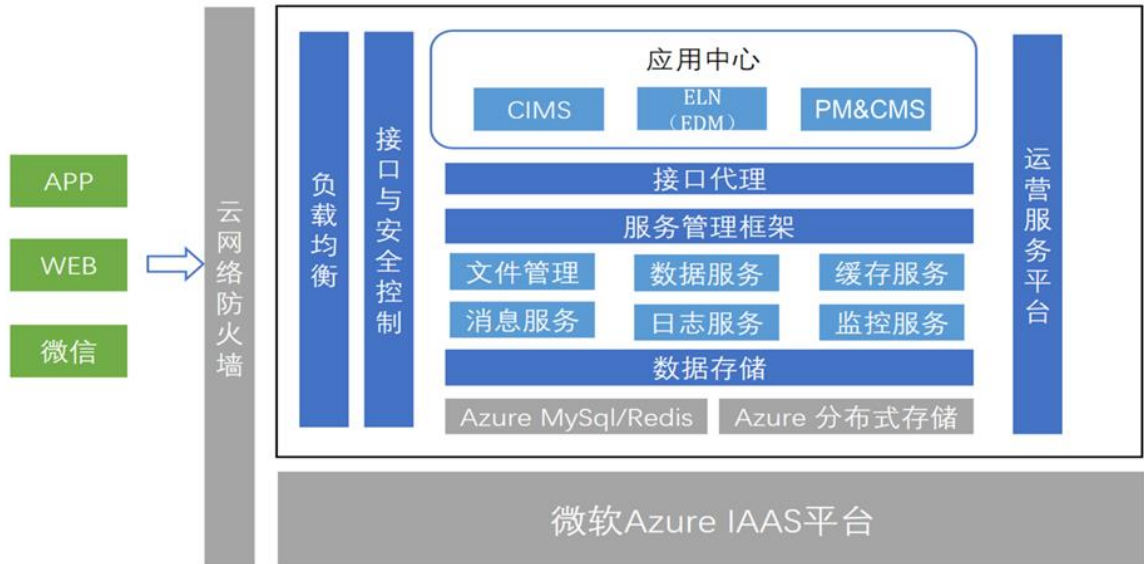 APP
WEB
微信
云网络防火墙
负载均衡
接口与安全控制
应用中心
CIMS
ELN
（EDM）
PM&CMS
接口代理
服务管理框架
文件管理
数据服务
缓存服务
消息服务
日志服务
监控服务
数据存储
Azure MySql/Redis
Azure 分布式存储
运营服务平台
微软Azure IAAS平台